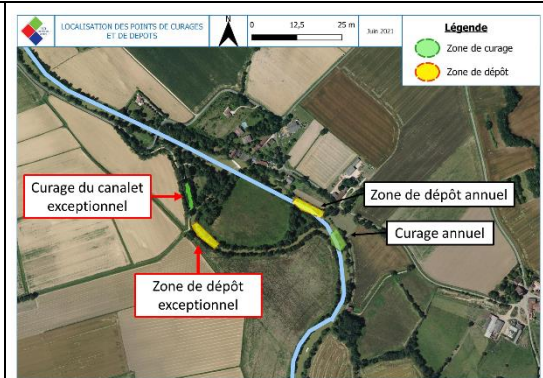 LOCALISATION DES POINTS DE CURAGES
ET DE DEPOTS
0 12,5 25 m
Juin 2021
Légende
Zone de curage
Zone de dépôt
Curage du canalet
exceptionnel
Zone de dépôt annuel
Curage annuel
Zone de dépôt
exceptionnel